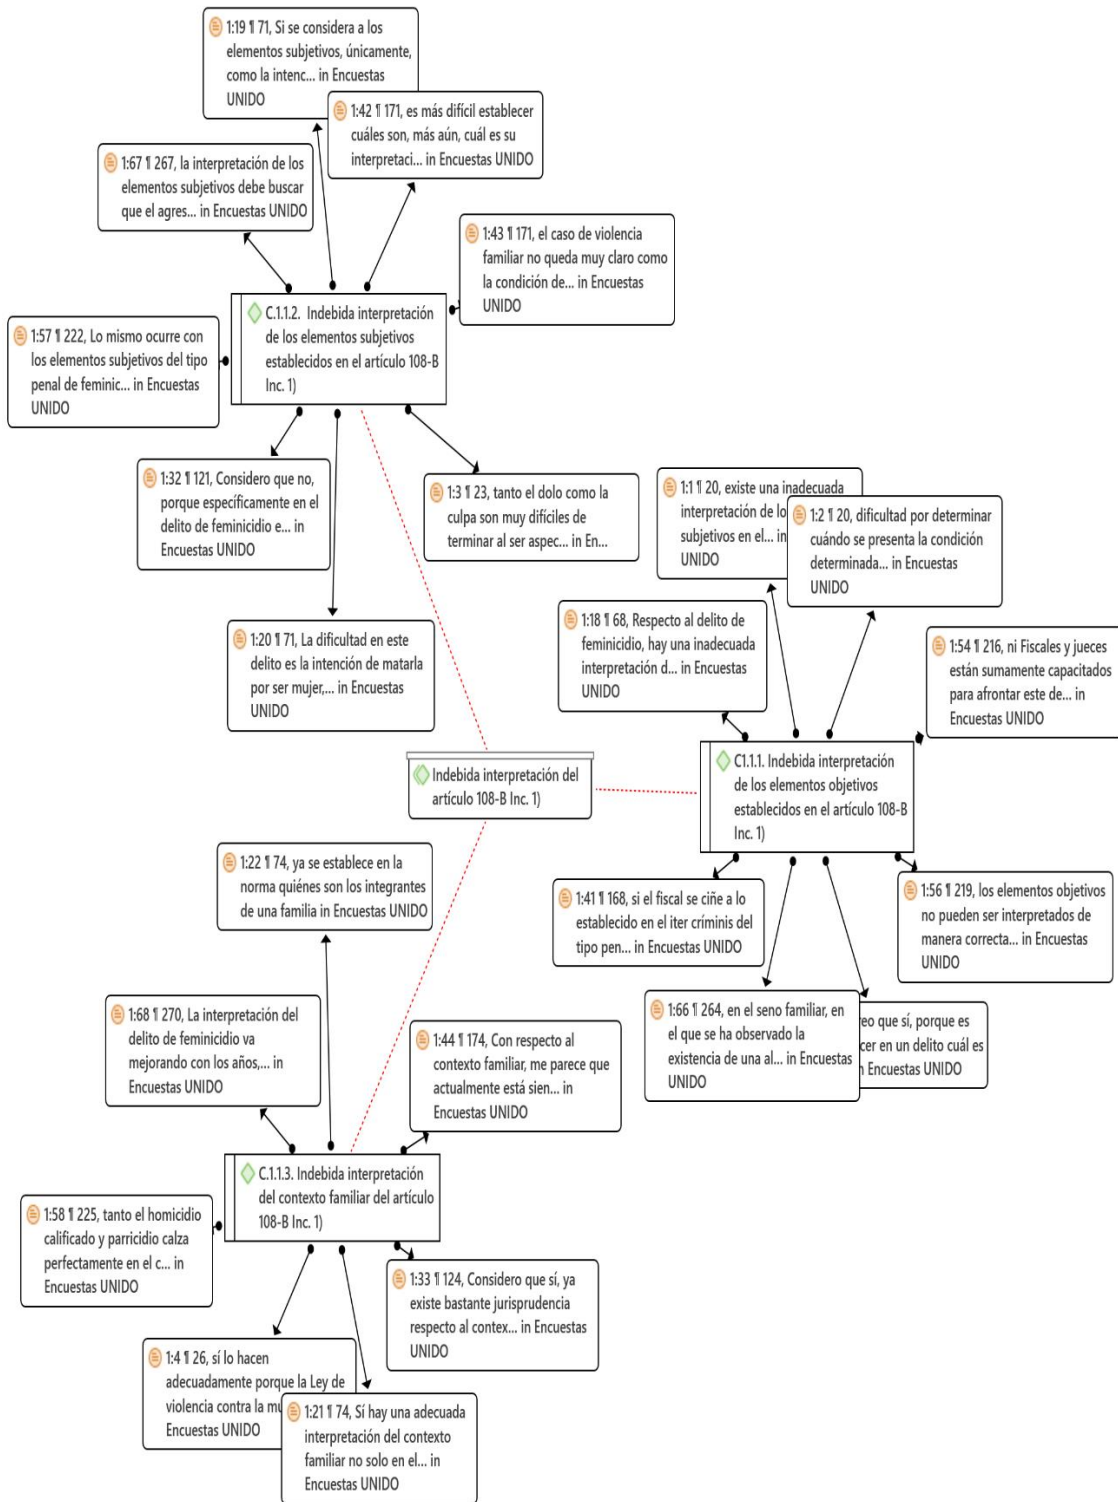 1:19 ¶ 71, Si se considera a los
elementos subjetivos, únicamente,
como la intenc... in Encuestas
UNIDO
1:42 ¶ 171, es más difícil establecer
cuáles son, más aún, cuál es su
interpretaci... in Encuestas
UNIDO
1:67 ¶ 267, la interpretación de los
elementos subjetivos debe buscar
que el agres... in Encuestas
UNIDO
1:43 ¶ 171, el caso de violencia
familiar no queda muy claro como
la condición de... in Encuestas
UNIDO
C.1.1.2. Indebida interpretación
de los elementos subjetivos
establecidos en el artículo 108-B
Inc. 1)
1:57 ¶ 222, Lo mismo ocurre con
los elementos subjetivos del tipo
penal de feminic... in Encuestas
UNIDO
1:32 ¶ 121, Considero que no,
porque específicamente en el
delito de feminicidio e... in
Encuestas UNIDO
1:3 ¶ 23, tanto el dolo como la
culpa son muy difíciles de
terminar al ser aspec... in En...
1:20 ¶ 71, La dificultad en este
delito es la intención de matarla
por ser mujer,... in Encuestas
UNIDO
1:1 ¶ 20, existe una inadecuada
interpretación de lo
subjetivos en el... in
UNIDO
1:2 ¶ 20, dificultad por determinar
cuándo se presenta la condición
determinada... in Encuestas
UNIDO
1:18 ¶ 68, Respecto al delito de
feminicidio, hay una inadecuada
interpretación d... in Encuestas
UNIDO
1:54 ¶ 216, ni Fiscales y jueces
están sumamente capacitados
para afrontar este de... in
Encuestas UNIDO
C1.1.1. Indebida interpretación
de los elementos objetivos
establecidos en el artículo 108-B
Inc. 1)
Indebida interpretación del
artículo 108-B Inc. 1)
1:41 ¶ 168, si el fiscal se ciñe a lo
establecido en el iter críminis del
tipo pen... in Encuestas UNIDO
1:56 ¶ 219, los elementos objetivos
no pueden ser interpretados de
manera correcta... in Encuestas
UNIDO
1:66 ¶ 264, en el seno familiar, en
el que se ha observado la
existencia de una al... in Encuestas
UNIDO
reo que sí, porque es
cer en un delito cuál es
n Encuestas UNIDO
1:22 ¶ 74, ya se establece en la
norma quiénes son los integrantes
de una familia in Encuestas UNIDO
1:68 ¶ 270, La interpretación del
delito de feminicidio va
mejorando con los años,... in
Encuestas UNIDO
1:44 ¶ 174, Con respecto al
contexto familiar, me parece que
actualmente está sien... in
Encuestas UNIDO
C.1.1.3. Indebida interpretación
del contexto familiar del artículo
108-B Inc. 1)
1:58 ¶ 225, tanto el homicidio
calificado y parricidio calza
perfectamente en el c... in
Encuestas UNIDO
1:33 ¶ 124, Considero que sí, ya
existe bastante jurisprudencia
respecto al contex... in Encuestas
UNIDO
1:4 ¶ 26, sí lo hacen
adecuadamente porque la Ley de
violencia contra la mu
Encuestas UNIDO
1:21 ¶ 74, Sí hay una adecuada
interpretación del contexto
familiar no solo en el... in
Encuestas UNIDO